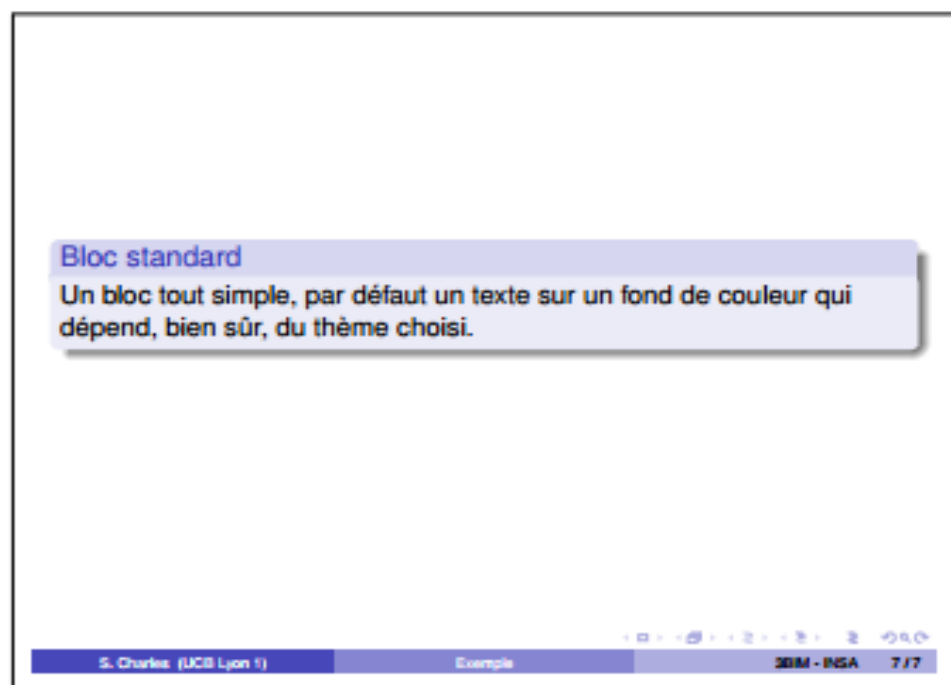 Bloc standard
Un bloc tout simple, par défaut un texte sur un fond de couleur qui
dépend, bien sûr, du thème choisi.
S. Charles (UCB Lyon 1) Exemple 3BIM - INSA 7 / 7